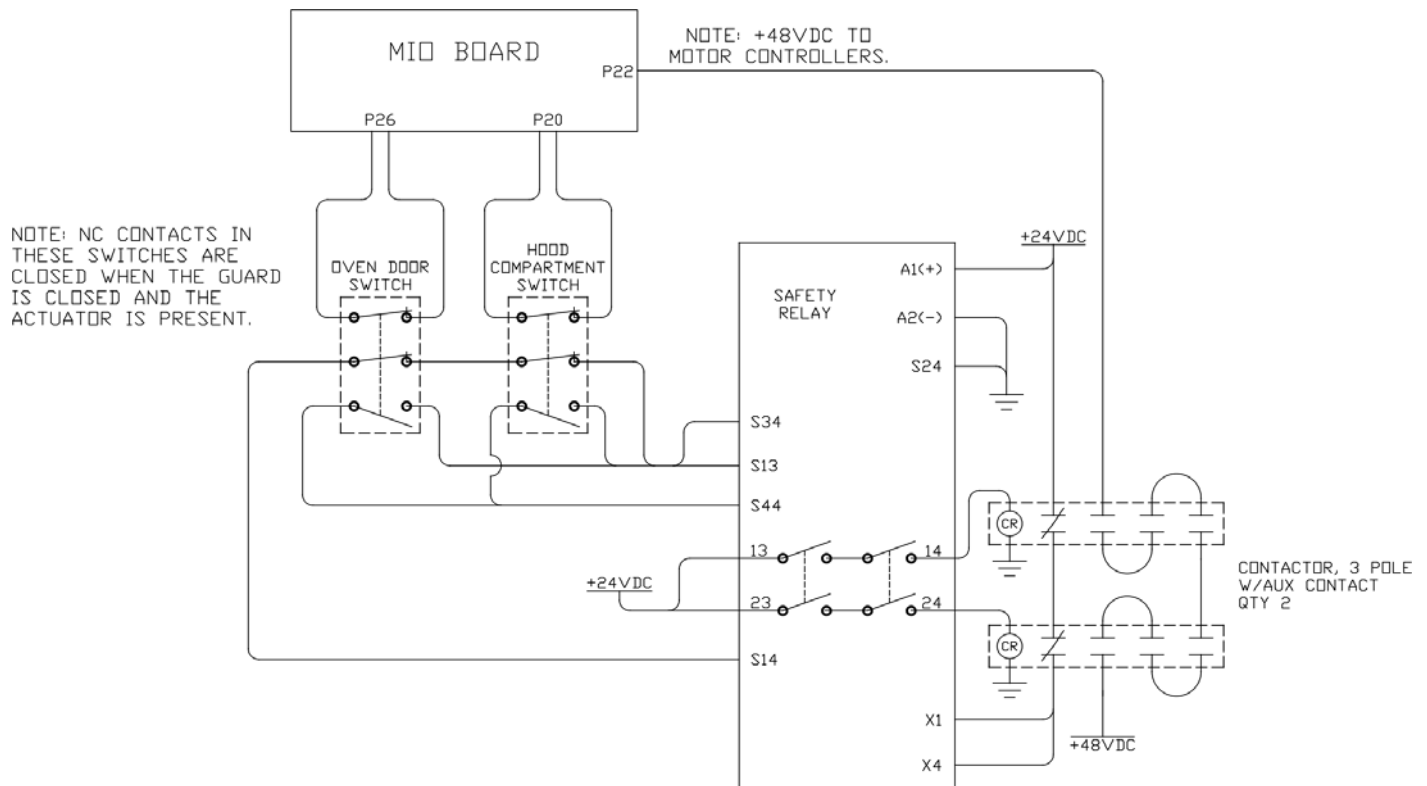 MIO BOARD
P22
P26
P20
NOTE: +48VDC TO
MOTOR CONTROLLERS.
NOTE: NC CONTACTS IN
THESE SWITCHES ARE
CLOSED WHEN THE GUARD
IS CLOSED AND THE
ACTUATOR IS PRESENT.
OVEN DOOR
SWITCH
HOOD
COMPARTMENT
SWITCH
SAFETY
RELAY
A1(+)
A2(-)
S24
+24VDC
S34
S13
S44
13
14
23
24
+24VDC
S14
X1
X4
CR
CR
CONTACTOR, 3 POLE
W/AUX CONTACT
QTY 2
+48VDC